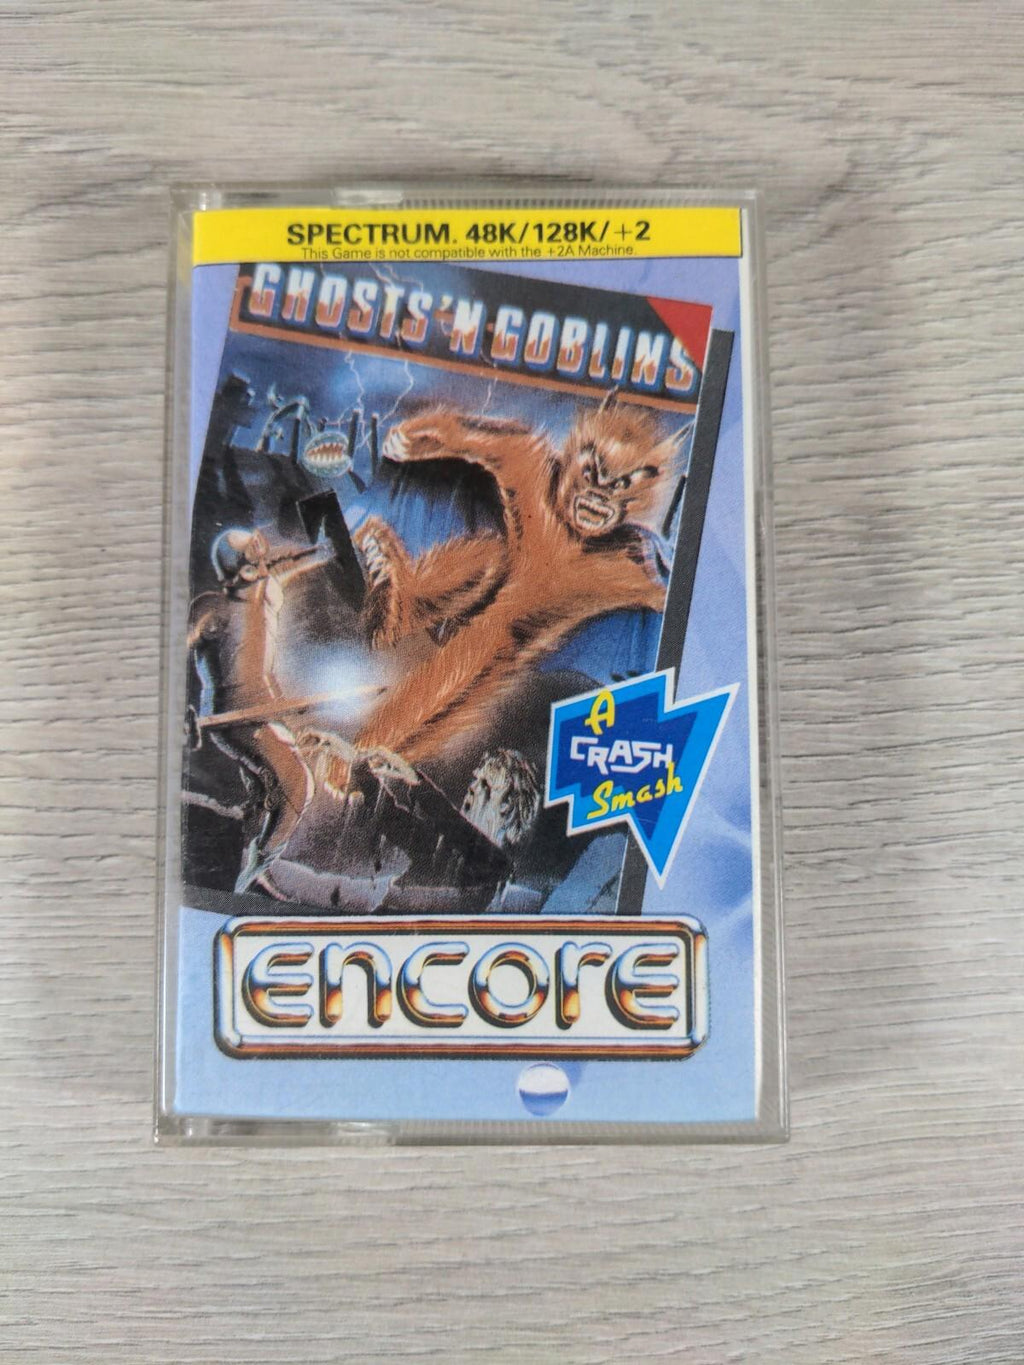 SPECTRUM. 48K/128K/+2
This Game is not compatible with the +2A Machine.
GHOSTS'N GOBLINS
A
CRASH
Smash
encore